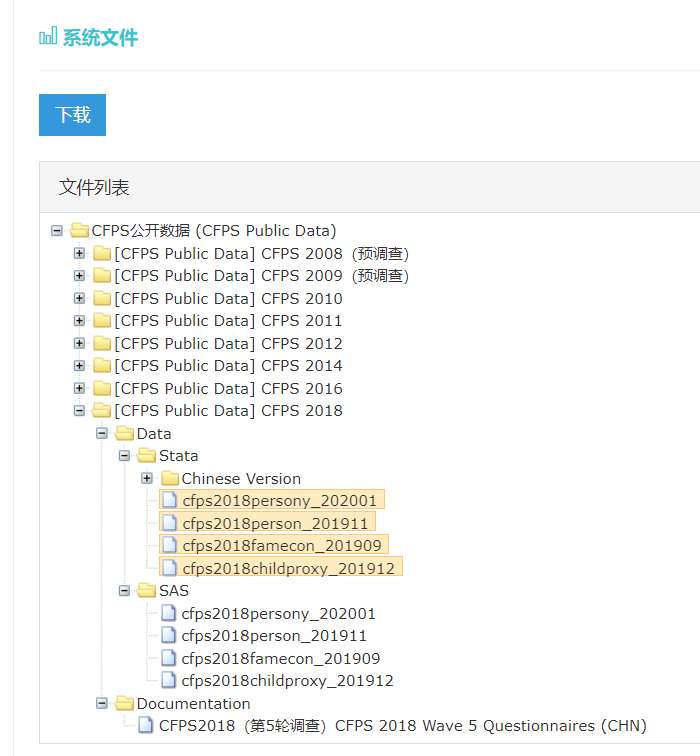 系统文件
下载
文件列表
CFPS公开数据 (CFPS Public Data)
[CFPS Public Data] CFPS 2008（预调查)
[CFPS Public Data] CFPS 2009（预调查)
[CFPS Public Data] CFPS 2010
[CFPS Public Data] CFPS 2011
[CFPS Public Data] CFPS 2012
[CFPS Public Data] CFPS 2014
[CFPS Public Data] CFPS 2016
[CFPS Public Data] CFPS 2018
Data
Stata
Chinese Version
cfps2018persony_202001
cfps2018person_201911
cfps2018famecon_201909
cfps2018childproxy_201912
SAS
cfps2018persony_202001
cfps2018person_201911
cfps2018famecon_201909
cfps2018childproxy_201912
Documentation
CFPS2018（第5轮调查）CFPS 2018 Wave 5 Questionnaires (CHN)